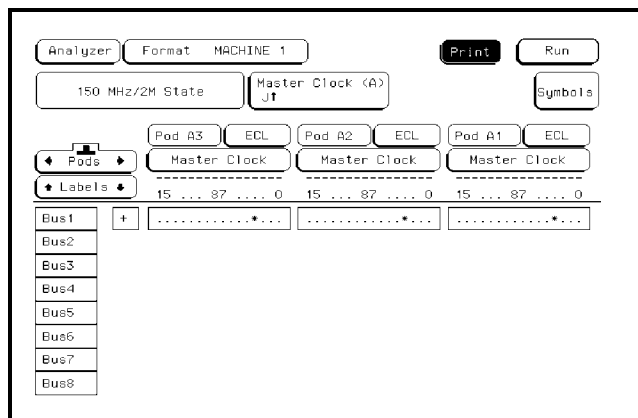 Analyzer Format MACHINE 1 Print Run
150 MHz/2M State Master Clock (A) Symbols
J↑
Pod A3 ECL Pod A2 ECL Pod A1 ECL
Pods Master Clock Master Clock Master Clock
Labels 15 ... 87 .... 0 15 ... 87 .... 0 15 ... 87 .... 0
Bus1 + ............*... ............*... ............*...
Bus2
Bus3
Bus4
Bus5
Bus6
Bus7
Bus8